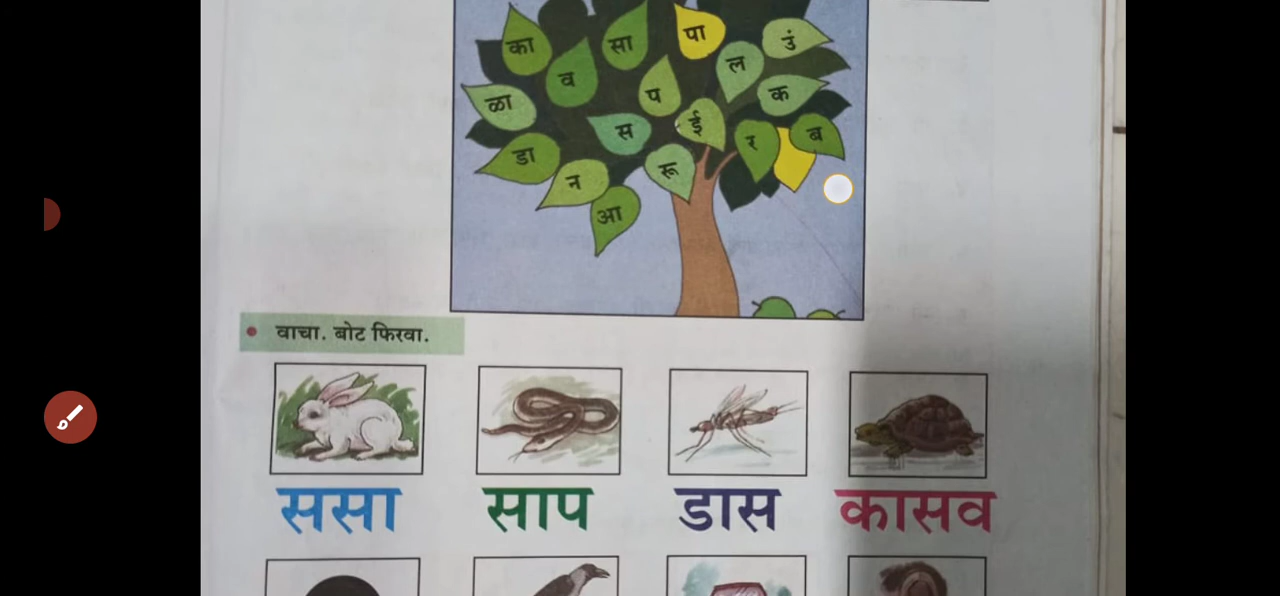 का सा पा उं
व ल
ळा प क
स ई र ब
डा रू
न
आ
वाचा. बोट फिरवा.
ससा साप डास कासव